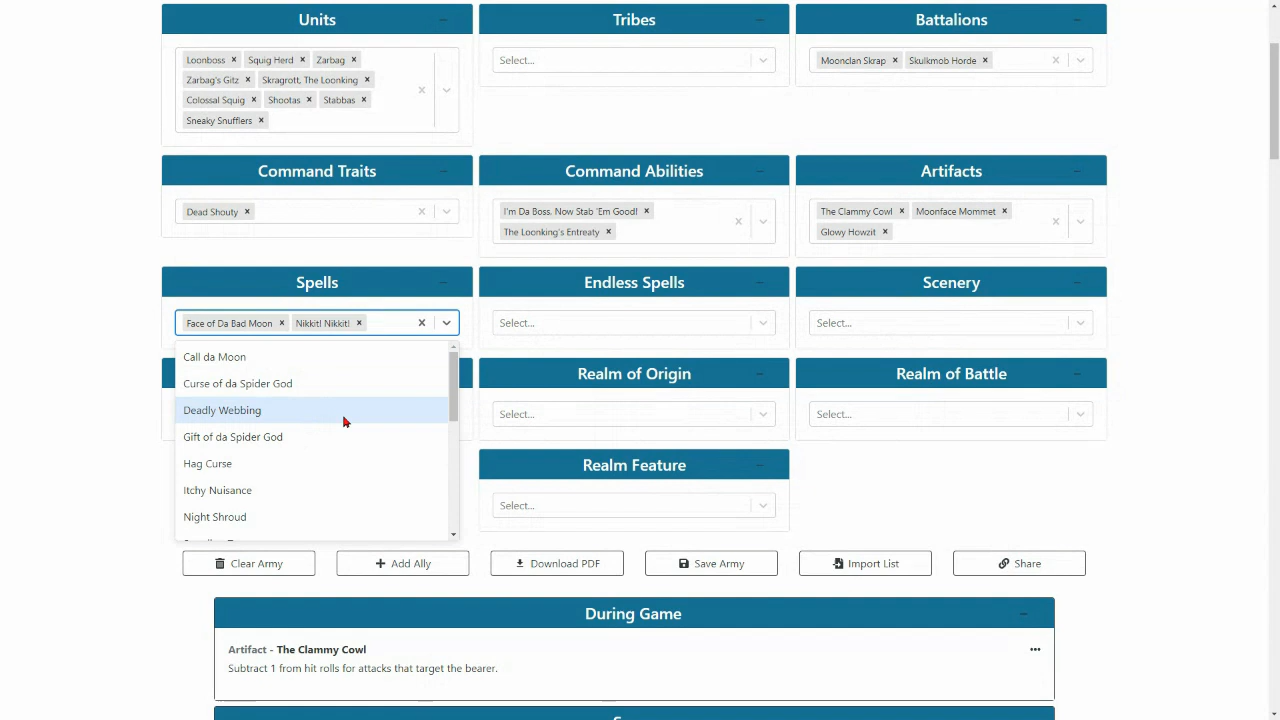 Units
Tribes
Battalions
Loonboss × Squig Herd × Zarbag ×
Zarbag's Gitz × Skragrott, The Loonking ×
Colossal Squig × Shootas × Stabbas ×
Sneaky Snufflers ×
Select...
Moonclan Skrap × Skulkmob Horde ×
Command Traits
Command Abilities
Artifacts
Dead Shouty ×
I'm Da Boss, Now Stab 'Em Good! ×
The Loonking's Entreaty ×
The Clammy Cowl × Moonface Mommet ×
Glowy Howzit ×
Spells
Endless Spells
Scenery
Face of Da Bad Moon × Nikkit! Nikkit! ×
Select...
Select...
Call da Moon
Curse of da Spider God
Deadly Webbing
Gift of da Spider God
Hag Curse
Itchy Nuisance
Night Shroud
Realm of Origin
Realm of Battle
Select...
Select...
Realm Feature
Select...
Clear Army
+ Add Ally
Download PDF
Save Army
Import List
Share
During Game
Artifact - The Clammy Cowl
Subtract 1 from hit rolls for attacks that target the bearer.